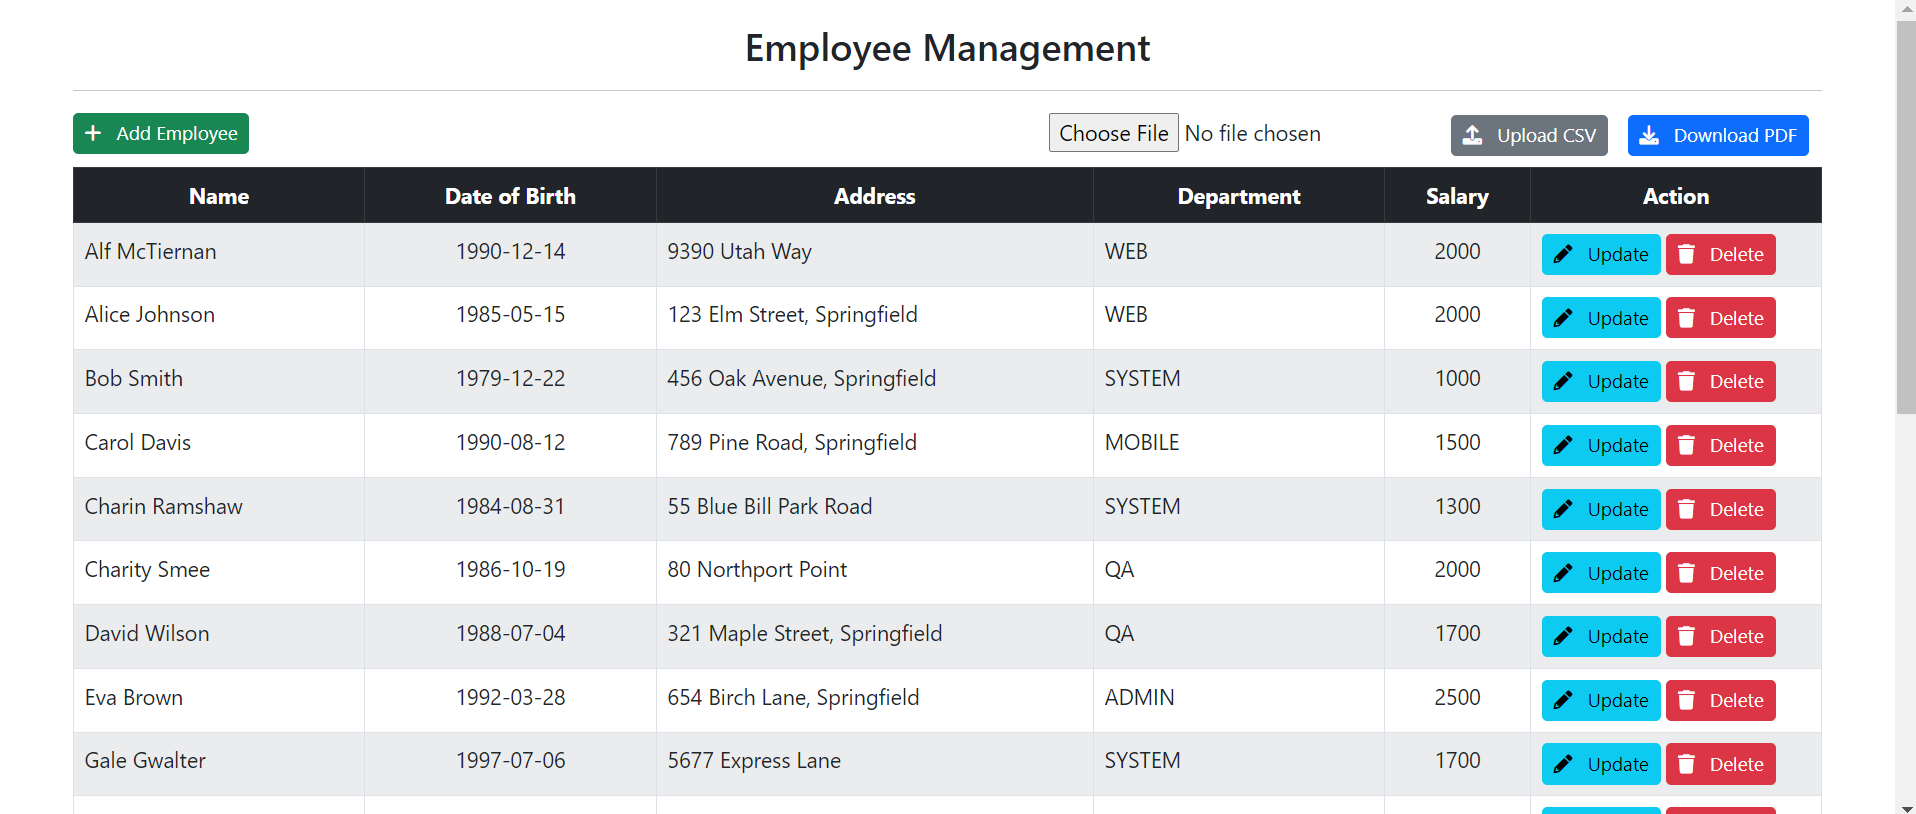 Employee Management
Add Employee Choose File No file chosen Upload CSV Download PDF
Name Date of Birth Address Department Salary Action
Alf McTiernan 1990-12-14 9390 Utah Way WEB 2000 Update Delete
Alice Johnson 1985-05-15 123 Elm Street, Springfield WEB 2000 Update Delete
Bob Smith 1979-12-22 456 Oak Avenue, Springfield SYSTEM 1000 Update Delete
Carol Davis 1990-08-12 789 Pine Road, Springfield MOBILE 1500 Update Delete
Charin Ramshaw 1984-08-31 55 Blue Bill Park Road SYSTEM 1300 Update Delete
Charity Smee 1986-10-19 80 Northport Point QA 2000 Update Delete
David Wilson 1988-07-04 321 Maple Street, Springfield QA 1700 Update Delete
Eva Brown 1992-03-28 654 Birch Lane, Springfield ADMIN 2500 Update Delete
Gale Gwalter 1997-07-06 5677 Express Lane SYSTEM 1700 Update Delete